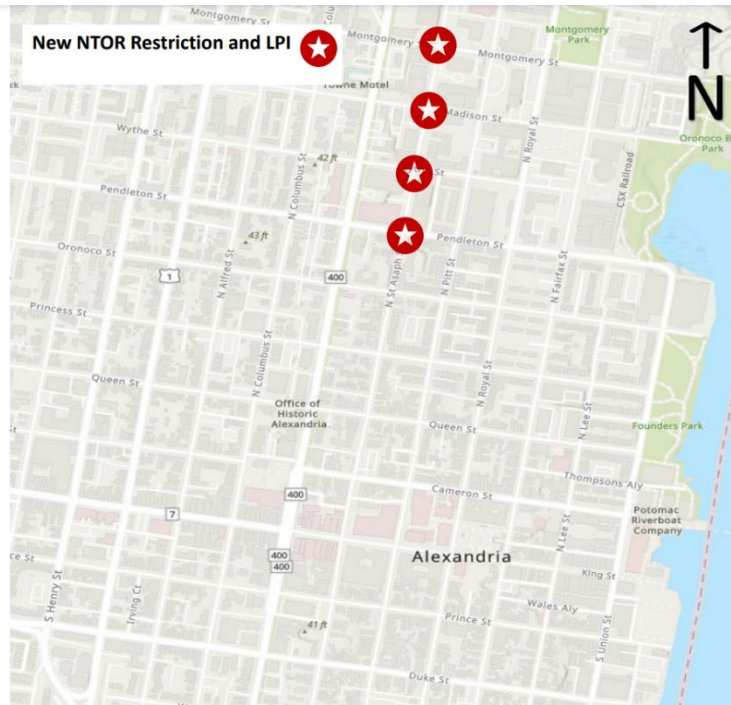 New NTOR Restriction and LPI
Montgomery St
Montgomery St
Montgomery St
Montgomery
Park
N
Towne Motel
Madison St
Oronoco B
Park
Wythe St
42 ft
St
N Royal St
CSX Railroad
N Columbus St
Pendleton St
Pendleton St
43 ft
Oronoco St
N Alfred St
1
400
N St Asaph
N Pitt St
N Fairfax St
Princess St
N Columbus St
N Royal St
Queen St
Office of
Historic
Alexandria
Queen St
N Lee St
Founders Park
Thompsons Aly
400
Cameron St
Potomac
Riverboat
Company
7
N Lee St
400
400
Alexandria
King St
S Henry St
Irving Ct
Wales Aly
41 ft
Prince St
S Union St
Duke St